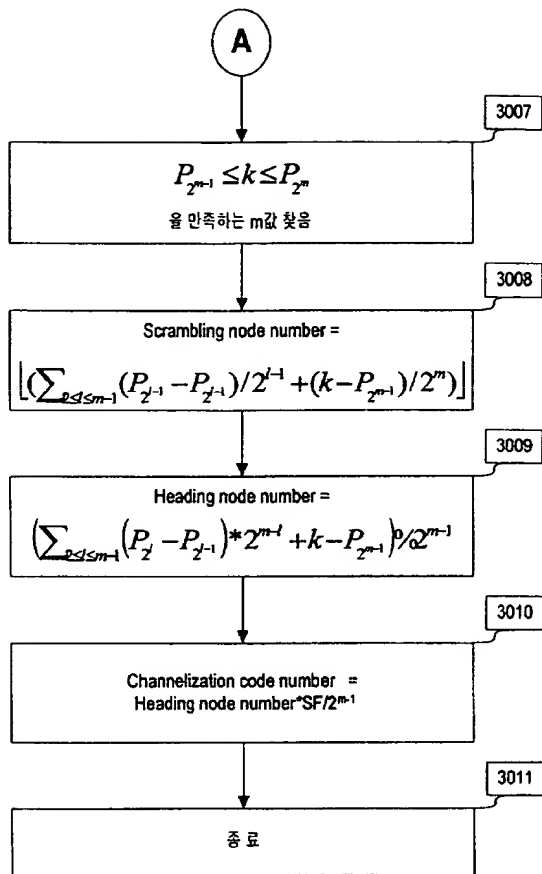 A
3007
P_{2^{m-1}} ≤ k ≤ P_{2^m}
을 만족하는 m값 찾음
3008
Scrambling node number =
⌊(∑_{2≤l≤m-1}(P_{2^{l-1}} − P_{2^{l-1}})/2^{l-1} + (k − P_{2^{m-1}})/2^m)⌋
3009
Heading node number =
(∑_{2≤l≤m-1}(P_{2^l} − P_{2^{l-1}})*2^{m-l} + k − P_{2^{m-1}})%2^{m-1}
3010
Channelization code number =
Heading node number*SF/2^{m-1}
3011
종료